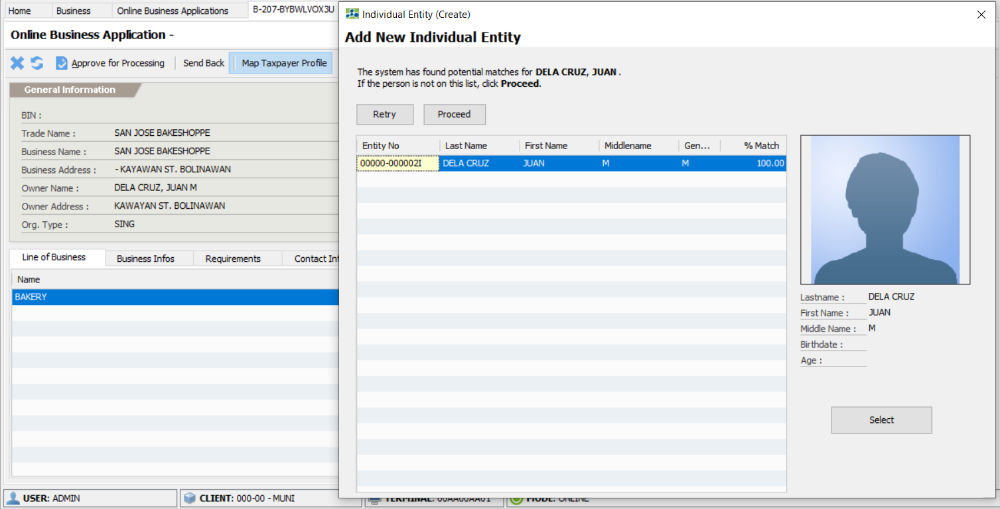 Home Business Online Business Applications B-207-BYBWLVOX3U
Online Business Application -
Approve for Processing Send Back Map Taxpayer Profile
General Information
BIN :
Trade Name : SAN JOSE BAKESHOPPE
Business Name : SAN JOSE BAKESHOPPE
Business Address : - KAYAWAN ST. BOLINAWAN
Owner Name : DELA CRUZ, JUAN M
Owner Address : KAWAYAN ST. BOLINAWAN
Org. Type : SING
Line of Business Business Infos Requirements Contact Inf
Name
BAKERY
Individual Entity (Create)
Add New Individual Entity
The system has found potential matches for DELA CRUZ, JUAN .
If the person is not on this list, click Proceed.
Retry Proceed
Entity No Last Name First Name Middlename Gen... % Match
00000-000002I DELA CRUZ JUAN M M 100.00
Lastname : DELA CRUZ
First Name : JUAN
Middle Name : M
Birthdate :
Age :
Select
USER: ADMIN CLIENT: 000-00 - MUNI TERMINAL: MODE: ONLINE